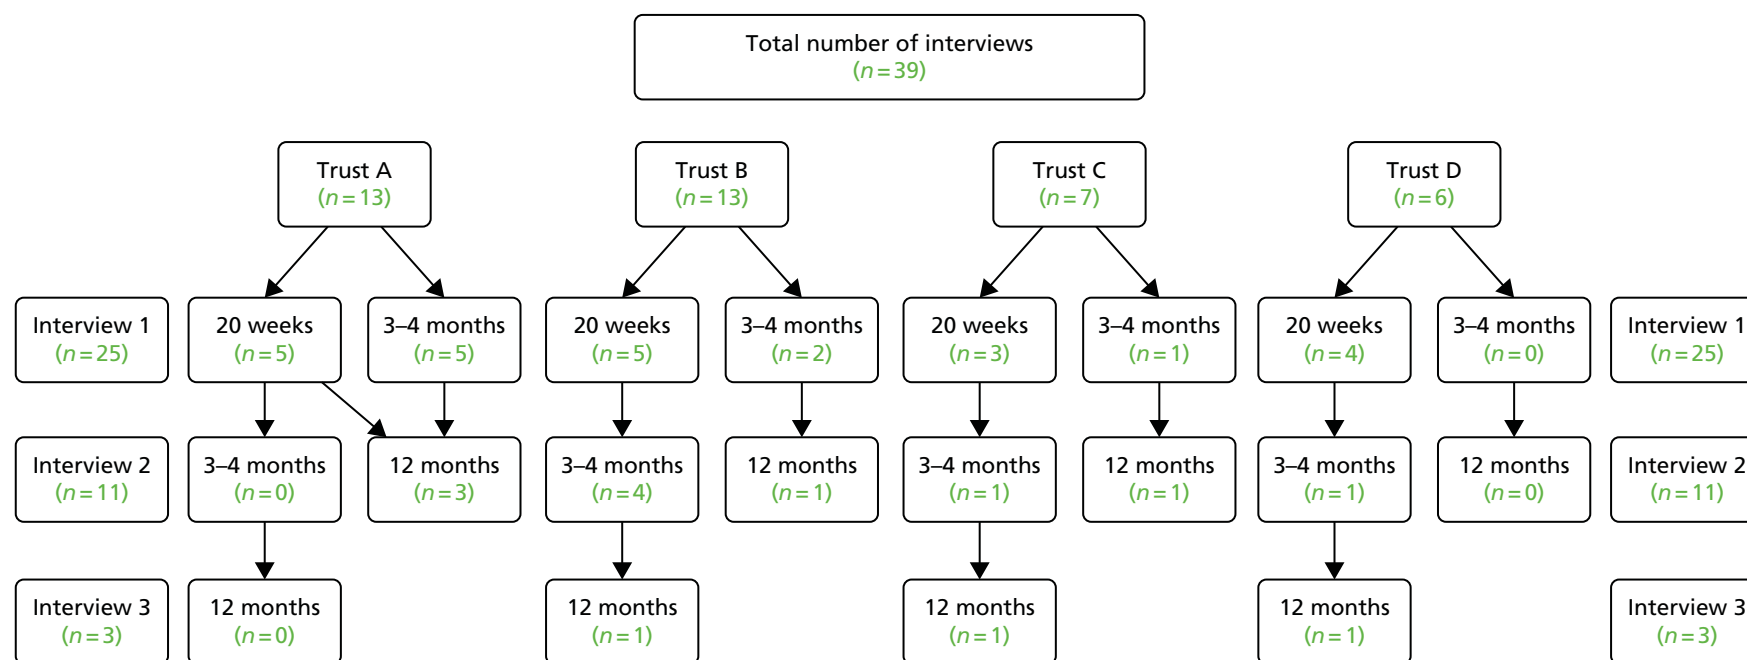 Total number of interviews
(n=39)
Trust A
(n=13)
Trust B
(n=13)
Trust C
(n=7)
Trust D
(n=6)
Interview 1
(n=25)
20 weeks
(n=5)
3–4 months
(n=5)
20 weeks
(n=5)
3–4 months
(n=2)
20 weeks
(n=3)
3–4 months
(n=1)
20 weeks
(n=4)
3–4 months
(n=0)
Interview 1
(n=25)
Interview 2
(n=11)
3–4 months
(n=0)
12 months
(n=3)
3–4 months
(n=4)
12 months
(n=1)
3–4 months
(n=1)
12 months
(n=1)
3–4 months
(n=1)
12 months
(n=0)
Interview 2
(n=11)
Interview 3
(n=3)
12 months
(n=0)
12 months
(n=1)
12 months
(n=1)
12 months
(n=1)
Interview 3
(n=3)